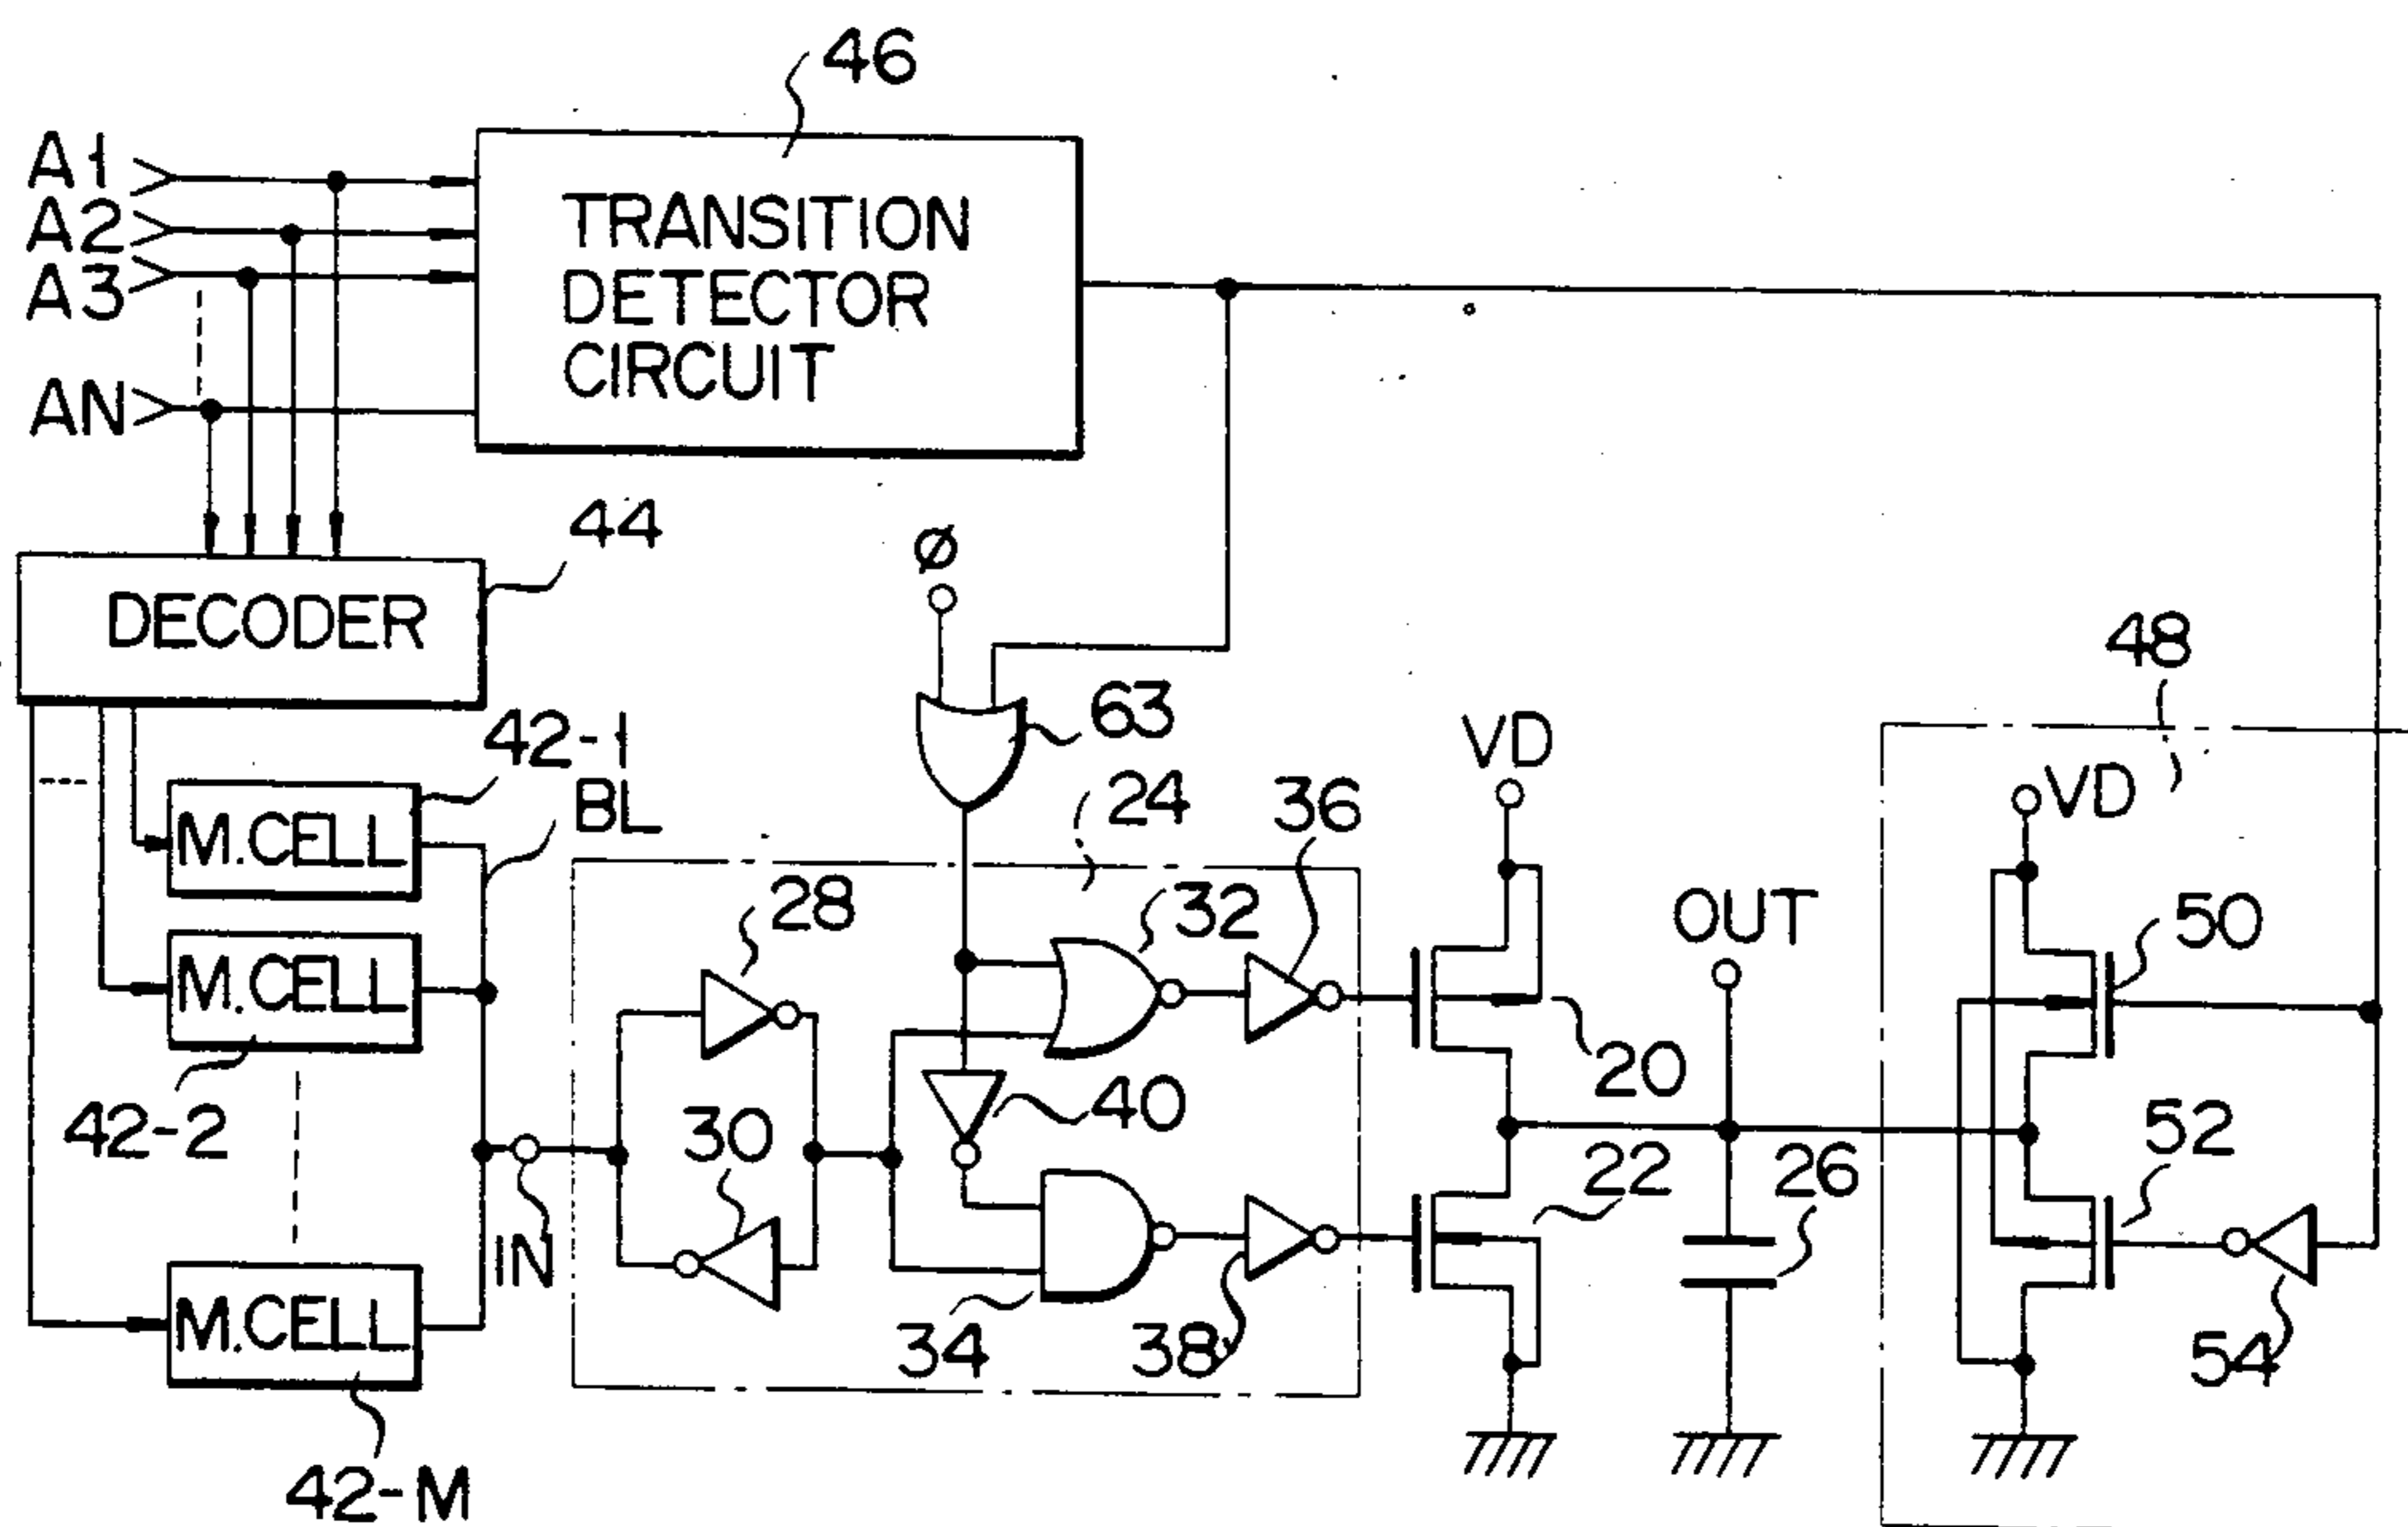 46
A1
A2
A3
AN
TRANSITION
DETECTOR
CIRCUIT
44
Ø
DECODER
48
42-1
63
VD
BL
24
36
VD
M.CELL
28
32
OUT
50
M.CELL
20
42-2
30
40
52
22
26
IN
M.CELL
34
38
54
42-M